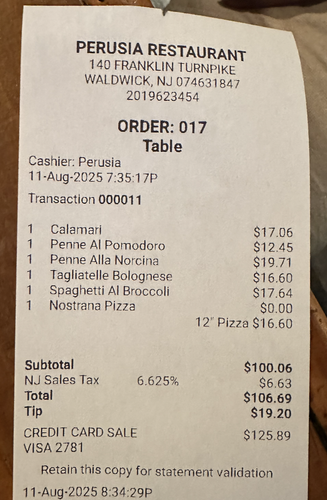 PERUSIA RESTAURANT
140 FRANKLIN TURNPIKE
WALDWICK, NJ 074631847
2019623454
ORDER: 017
Table
Cashier: Perusia
11-Aug-2025 7:35:17P
Transaction 000011
1 Calamari $17.06
1 Penne Al Pomodoro $12.45
1 Penne Alla Norcina $19.71
1 Tagliatelle Bolognese $16.60
1 Spaghetti Al Broccoli $17.64
1 Nostrana Pizza $0.00
12" Pizza $16.60
Subtotal $100.06
NJ Sales Tax 6.625% $6.63
Total $106.69
Tip $19.20
CREDIT CARD SALE $125.89
VISA 2781
Retain this copy for statement validation
11-Aug-2025 8:34:29P